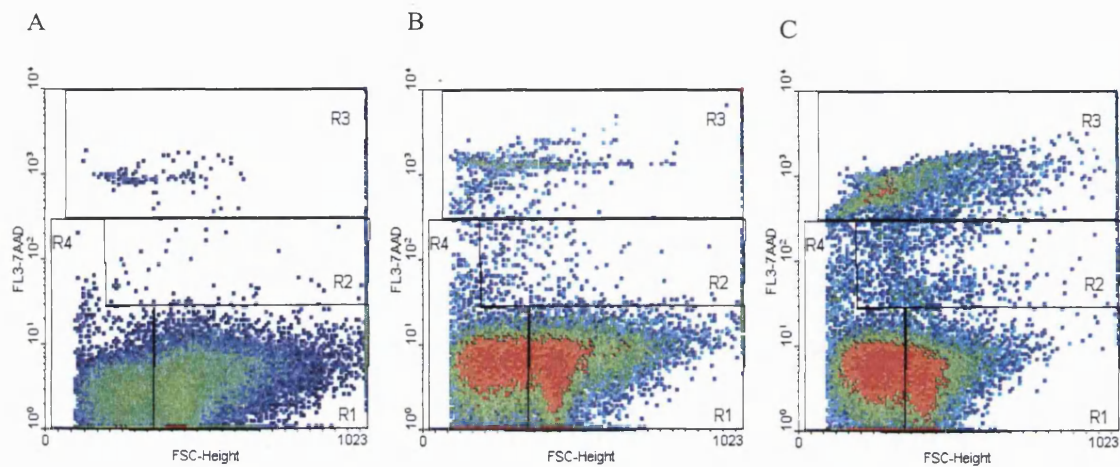 A
B
C
10⁴
10³
10²
10¹
10⁰
FL3-7AAD
R3
R4
R2
R1
0
1023
FSC-Height
10⁴
10³
10²
10¹
10⁰
FL3-7AAD
R3
R4
R2
R1
0
1023
FSC-Height
10⁴
10³
10²
10¹
10⁰
FL3-7AAD
R3
R4
R2
R1
0
1023
FSC-Height